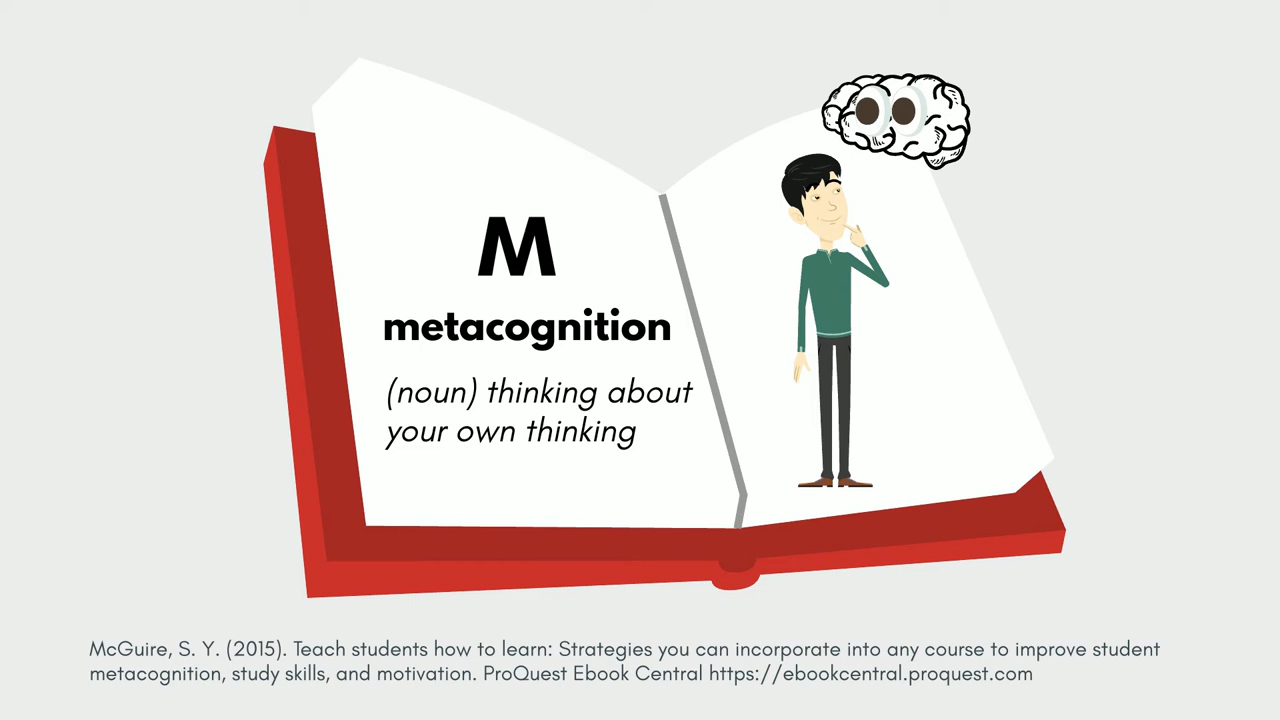 M
metacognition
(noun) thinking about
your own thinking
McGuire, S. Y. (2015). Teach students how to learn: Strategies you can incorporate into any course to improve student
metacognition, study skills, and motivation. ProQuest Ebook Central https://ebookcentral.proquest.com